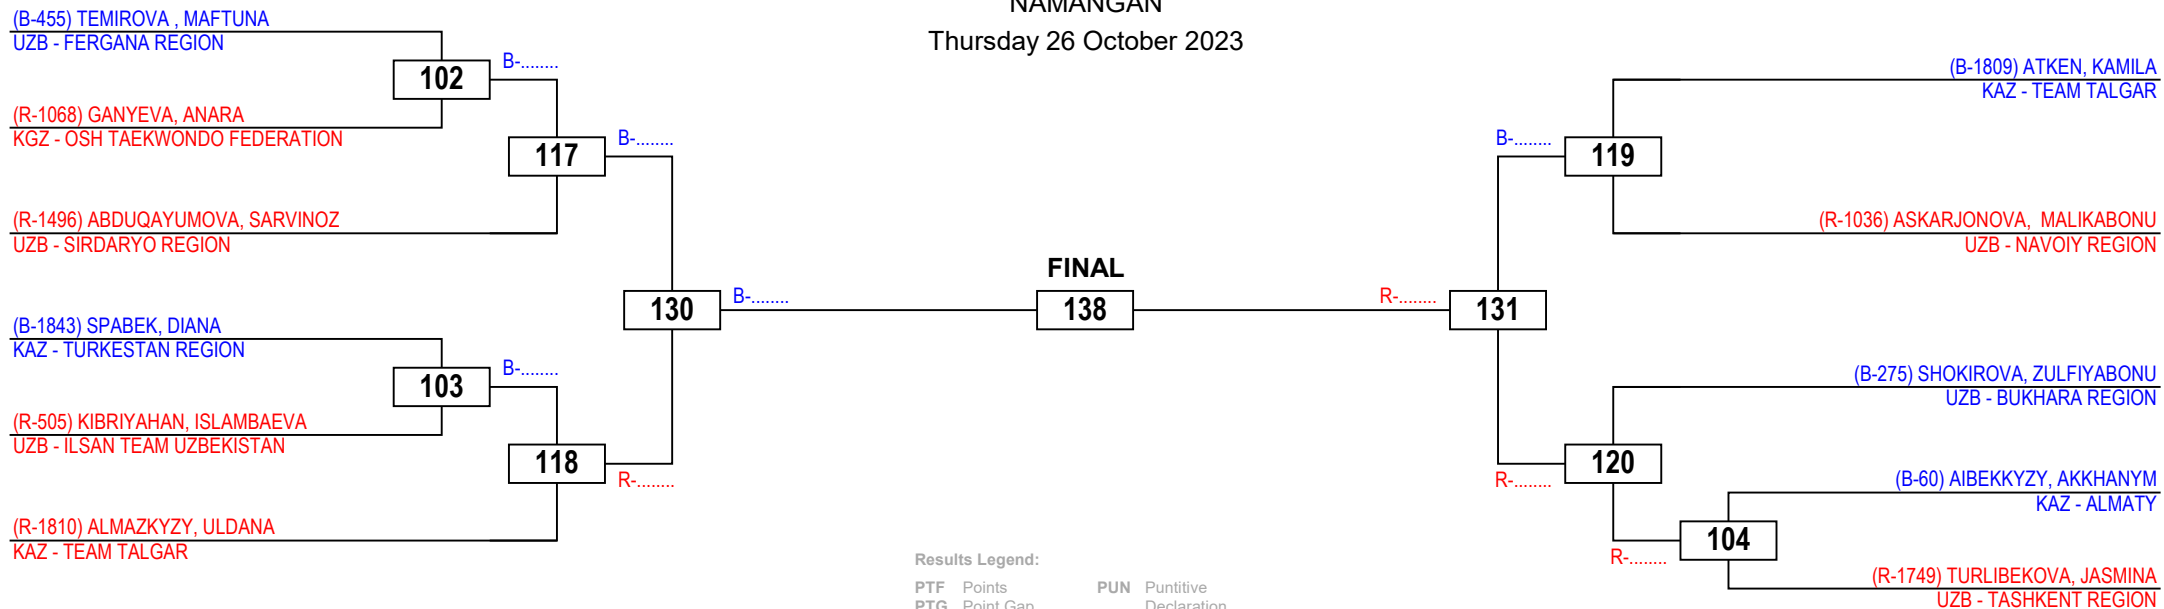 NAMANGAN
Thursday 26 October 2023
(B-455) TEMIROVA , MAFTUNA
UZB - FERGANA REGION
B-........
102
(R-1068) GANYEVA, ANARA
KGZ - OSH TAEKWONDO FEDERATION
B-........
117
(R-1496) ABDUQAYUMOVA, SARVINOZ
UZB - SIRDARYO REGION
130
B-........
(B-1843) SPABEK, DIANA
KAZ - TURKESTAN REGION
B-........
103
(R-505) KIBRIYAHAN, ISLAMBAEVA
UZB - ILSAN TEAM UZBEKISTAN
118
R-........
(R-1810) ALMAZKYZY, ULDANA
KAZ - TEAM TALGAR
FINAL
138
(B-1809) ATKEN, KAMILA
KAZ - TEAM TALGAR
B-........
119
(R-1036) ASKARJONOVA, MALIKABONU
UZB - NAVOIY REGION
R-........
131
(B-275) SHOKIROVA, ZULFIYABONU
UZB - BUKHARA REGION
120
R-........
(B-60) AIBEKKYZY, AKKHANYM
KAZ - ALMATY
104
R-........
(R-1749) TURLIBEKOVA, JASMINA
UZB - TASHKENT REGION
Results Legend:
PTF Points PUN Puntitive
PTG Point Gap Declaration